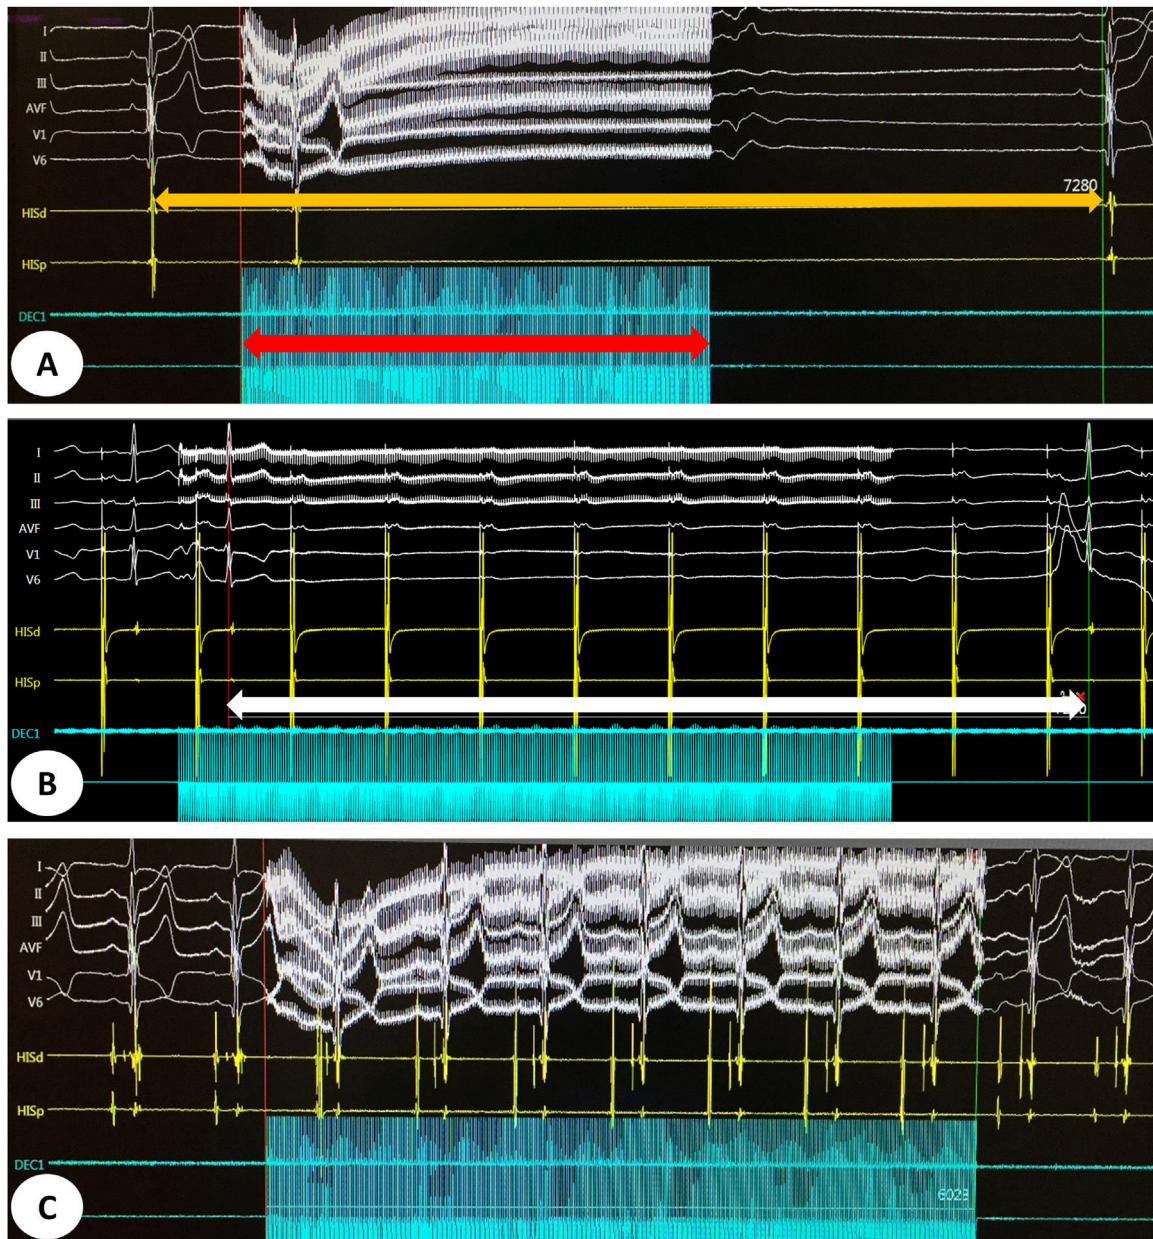 I
II
III
AVF
V1
V6
7280
HISd
HISp
DEC1
A
I
II
III
AVF
V1
V6
HISd
HISp
DEC1
B
I
II
III
AVF
V1
V6
HISd
HISp
DEC1
6023
C